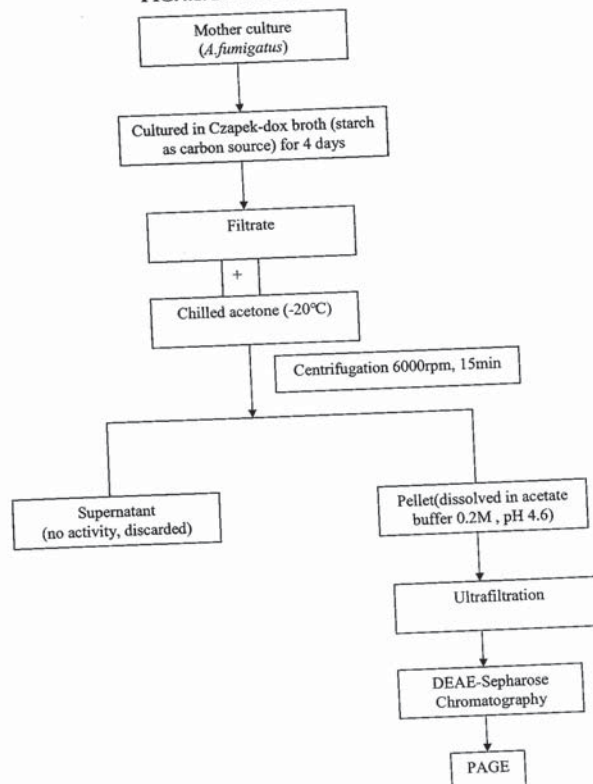 Mother culture
(A.fumigatus)
Cultured in Czapek-dox broth (starch
as carbon source) for 4 days
Filtrate
+
Chilled acetone (-20°C)
Centrifugation 6000rpm, 15min
Supernatant
(no activity, discarded)
Pellet(dissolved in acetate
buffer 0.2M , pH 4.6)
Ultrafiltration
DEAE-Sepharose
Chromatography
PAGE